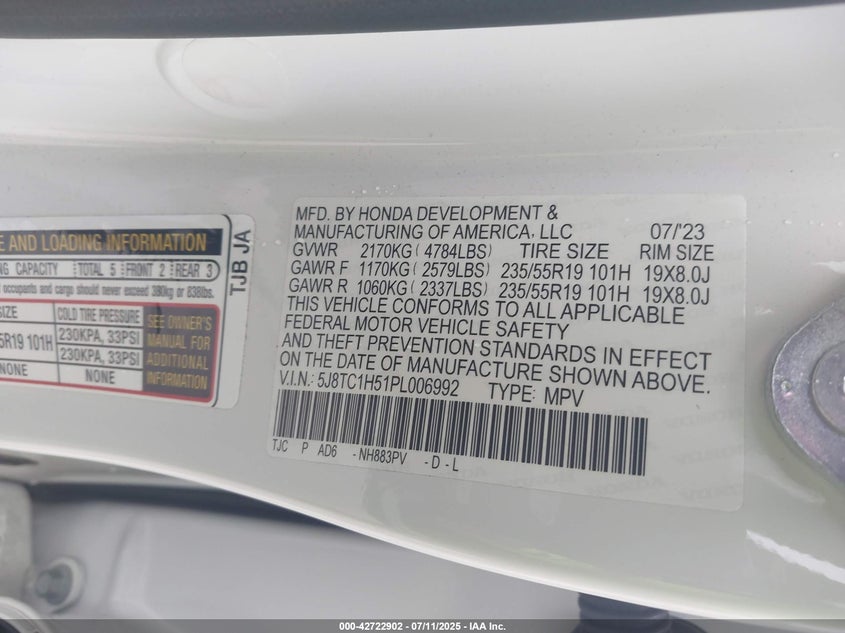 E AND LOADING INFORMATION
NG CAPACITY TOTAL 5 FRONT 2 REAR 3
occupants and cargo should never exceed 380kg or 838lbs.
SIZE COLD TIRE PRESSURE
5R19 101H 230KPA, 33PSI
230KPA, 33PSI
NONE NONE
SEE OWNER'S
MANUAL FOR
ADDITIONAL
INFORMATION
TJB JA
MFD. BY HONDA DEVELOPMENT &
MANUFACTURING OF AMERICA, LLC 07/'23
GVWR 2170KG ( 4784LBS) TIRE SIZE RIM SIZE
GAWR F 1170KG ( 2579LBS) 235/55R19 101H 19X8.0J
GAWR R 1060KG ( 2337LBS) 235/55R19 101H 19X8.0J
THIS VEHICLE CONFORMS TO ALL APPLICABLE
FEDERAL MOTOR VEHICLE SAFETY
AND THEFT PREVENTION STANDARDS IN EFFECT
ON THE DATE OF MANUFACTURE SHOWN ABOVE.
V.I.N.: 5J8TC1H51PL006992 TYPE: MPV
TJC P AD6 -NH883PV -D-L
000-42722902 - 07/11/2025 - IAA Inc.